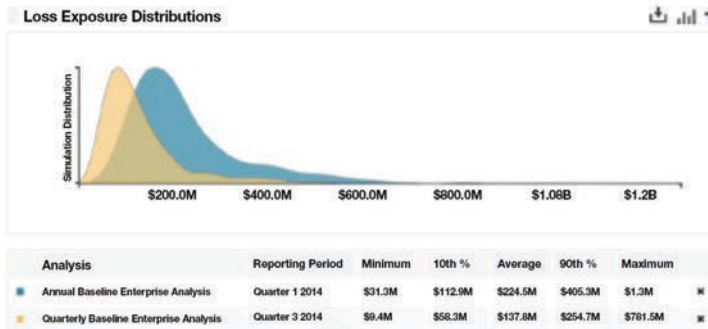 Loss Exposure Distributions
Simulation Distribution
$200.0M $400.0M $600.0M $800.0M $1.08B $1.2B
Analysis Reporting Period Minimum 10th % Average 90th % Maximum
Annual Baseline Enterprise Analysis Quarter 1 2014 $31.3M $112.9M $224.5M $405.3M $1.3M
Quarterly Baseline Enterprise Analysis Quarter 3 2014 $9.4M $58.3M $137.8M $254.7M $781.5M